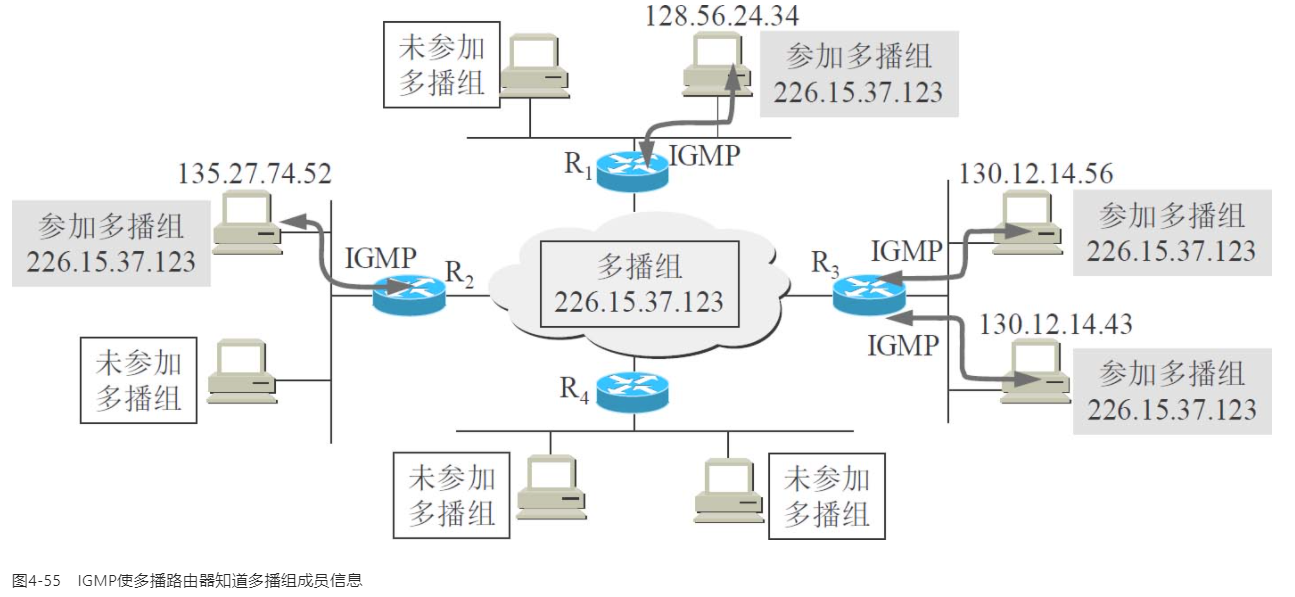 128.56.24.34
未参加
多播组
参加多播组
226.15.37.123
R1
IGMP
135.27.74.52
参加多播组
226.15.37.123
IGMP
R2
未参加
多播组
多播组
226.15.37.123
130.12.14.56
参加多播组
226.15.37.123
R3
IGMP
IGMP
130.12.14.43
参加多播组
226.15.37.123
R4
未参加
多播组
未参加
多播组
图4-55 IGMP使多播路由器知道多播组成员信息